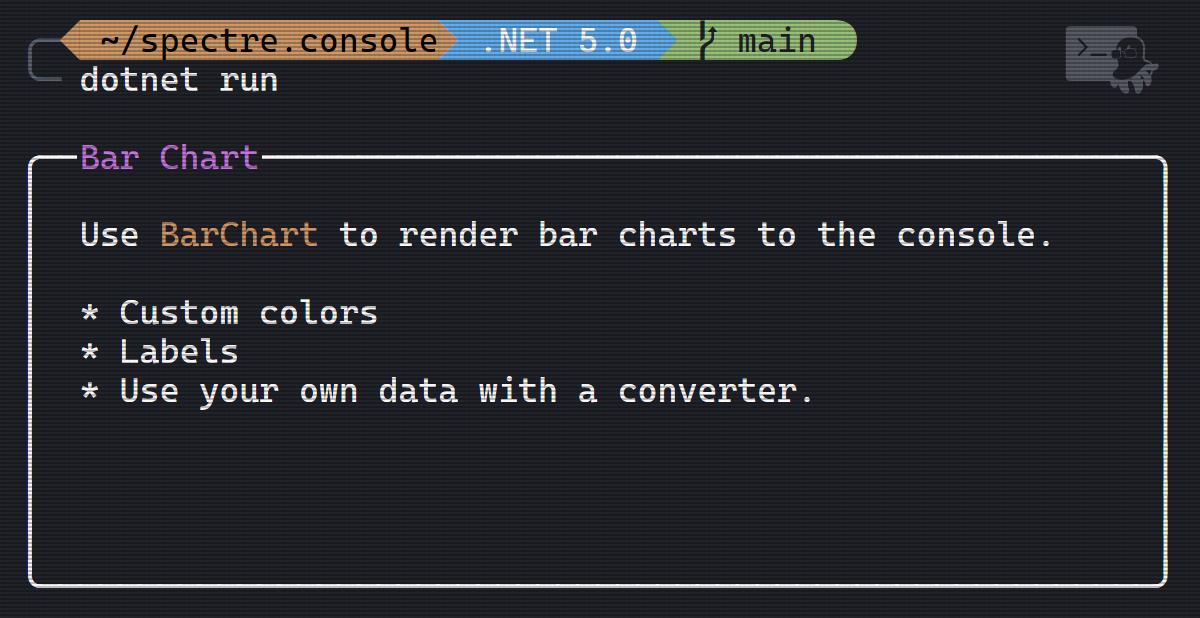 ~/spectre.console .NET 5.0 main
dotnet run
Bar Chart
Use BarChart to render bar charts to the console.
* Custom colors
* Labels
* Use your own data with a converter.